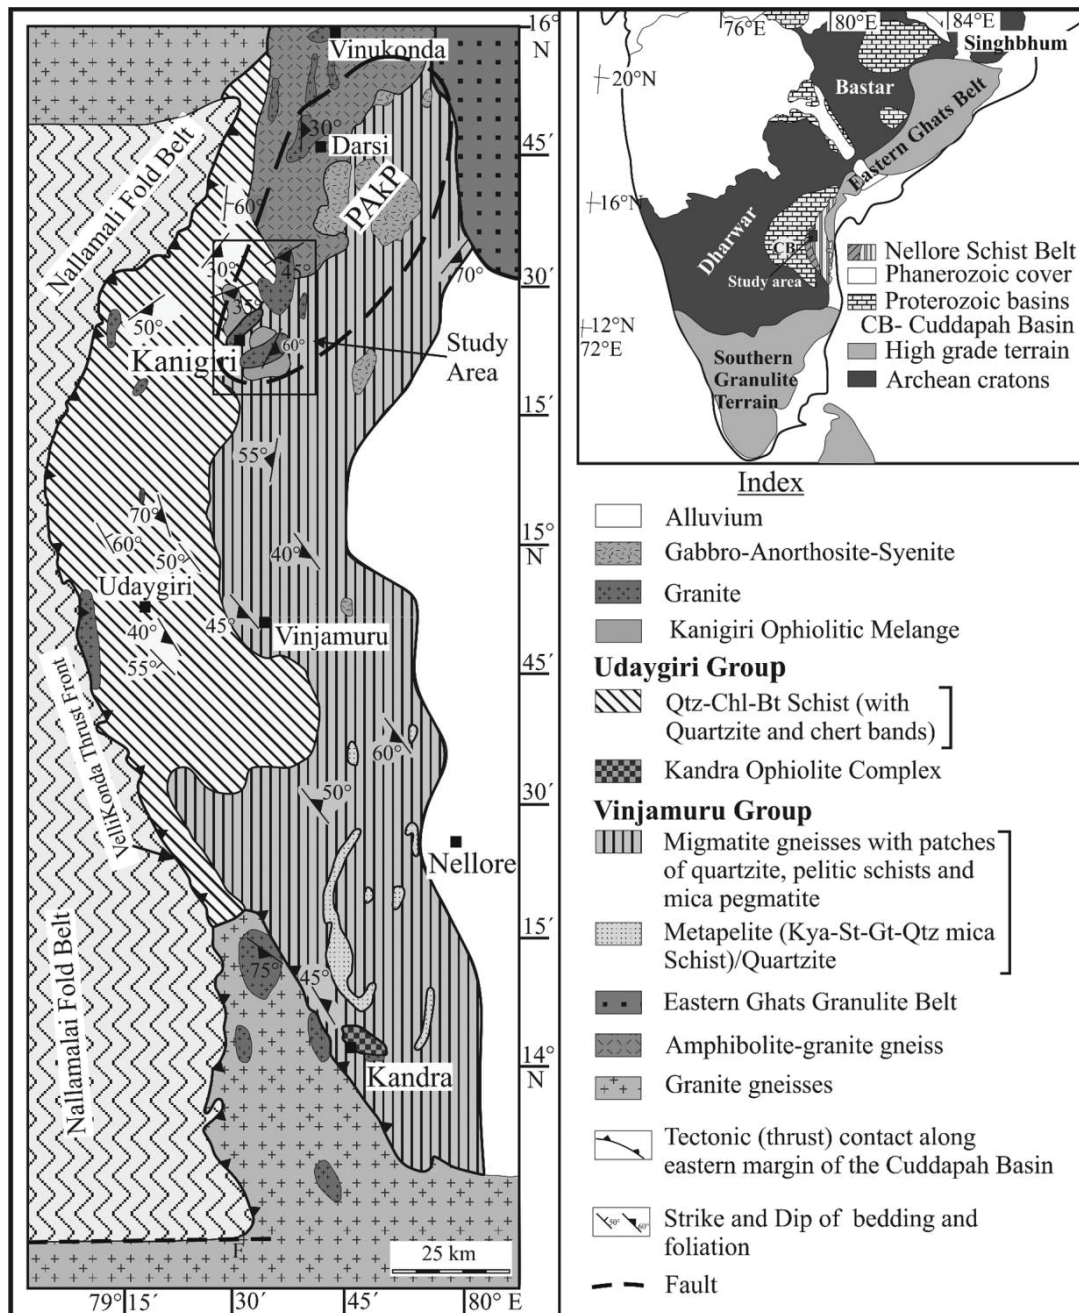 16°
N
Vinukonda
Nallamali Fold Belt
30°
Darsi
45´
PAkP
60°
30°
45°
70°
30´
35°
50°
60°
Kanigiri
Study
Area
15´
55°
70°
60°
50°
40°
15°
N
Udaygiri
45°
Vinjamuru
40°
55°
45´
VelliKonda Thrust Front
60°
50°
30´
Nellore
Nallamalai Fold Belt
15´
75°
45°
Kandra
14°
N
F
25 km
79°15´
30
45
80° E
76°E
80°E
84°E
Singhbhum
20°N
Bastar
Eastern Ghats Belt
16°N
Dharwar
CB
Study area
12°N
72°E
Southern
Granulite
Terrain
Nellore Schist Belt
Phanerozoic cover
Proterozoic basins
CB- Cuddapah Basin
High grade terrain
Archean cratons
Index
Alluvium
Gabbro-Anorthosite-Syenite
Granite
Kanigiri Ophiolitic Melange
Udaygiri Group
Qtz-Chl-Bt Schist (with
Quartzite and chert bands)
Kandra Ophiolite Complex
Vinjamuru Group
Migmatite gneisses with patches
of quartzite, pelitic schists and
mica pegmatite
Metapelite (Kya-St-Gt-Qtz mica
Schist)/Quartzite
Eastern Ghats Granulite Belt
Amphibolite-granite gneiss
Granite gneisses
Tectonic (thrust) contact along
eastern margin of the Cuddapah Basin
50° 60°
Strike and Dip of bedding and
foliation
Fault